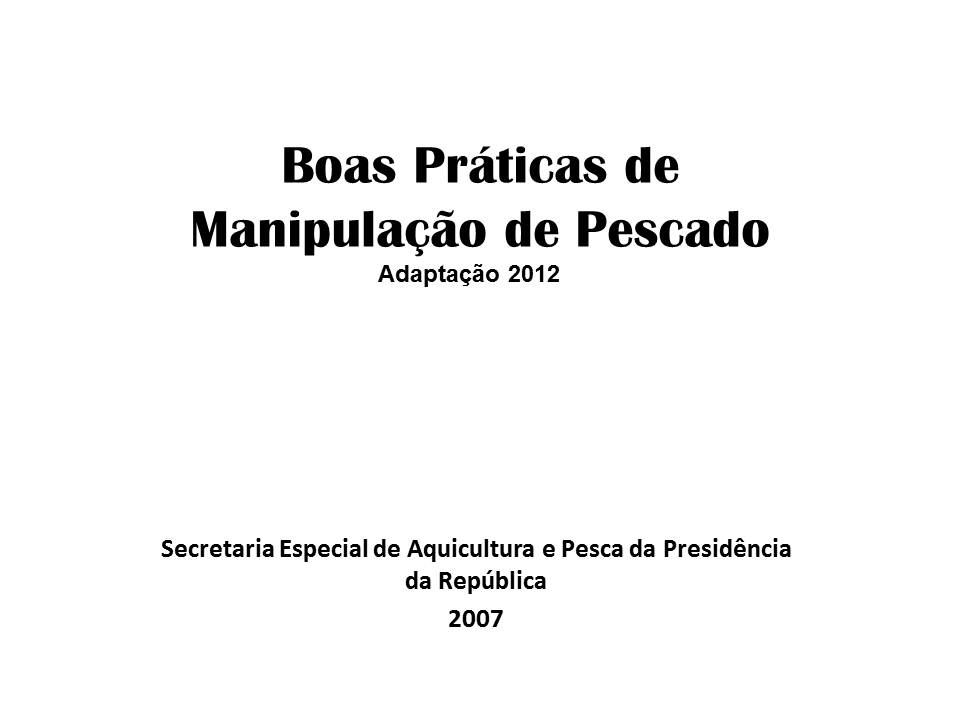 Boas Práticas de
Manipulação de Pescado
Adaptação 2012
Secretaria Especial de Aquicultura e Pesca da Presidência
da República
2007